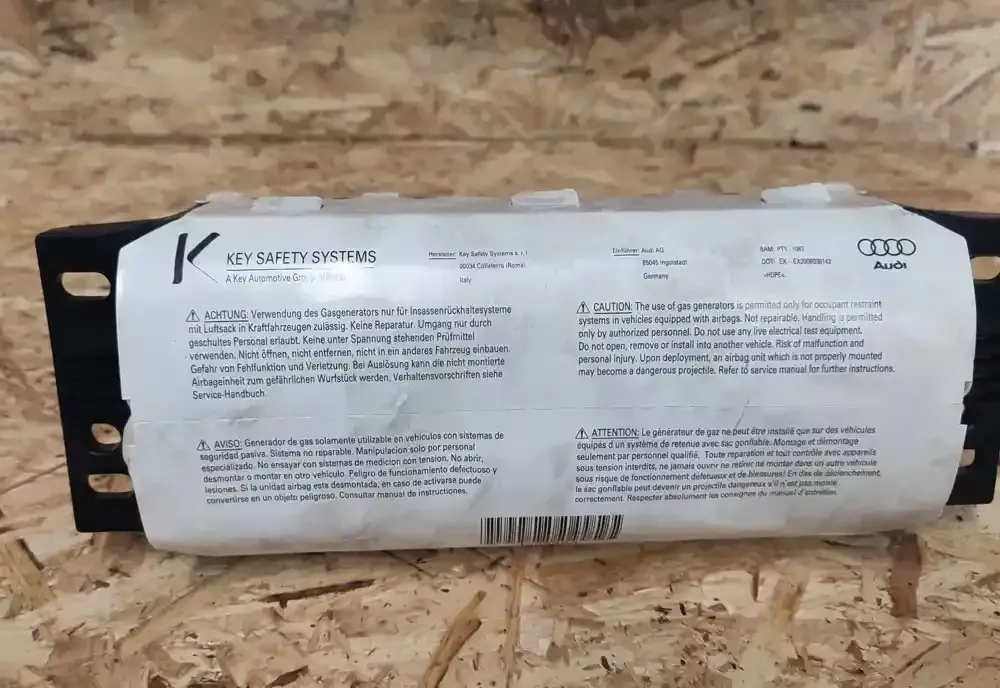 K KEY SAFETY SYSTEMS
A Key Automotive Group
Hersteller: Key Safety Systems s. r. l
00034 Colleferro (Roma)
Italy
Einführer: Audi AG
85045 Ingolstadt
Germany
BAM: PT1 - 1083
DOT: EX -
>HDPE<
Audi
ACHTUNG: Verwendung des Gasgenerators nur für Insassenrückhaltesysteme
mit Luftsack in Kraftfahrzeugen zulässig. Keine Reparatur. Umgang nur durch
geschultes Personal erlaubt. Keine unter Spannung stehenden Prüfmittel
verwenden. Nicht öffnen, nicht entfernen, nicht in ein anderes Fahrzeug einbauen.
Gefahr von Fehlfunktion und Verletzung. Bei Auslösung kann die nicht montierte
Airbageinheit zum gefährlichen Wurfstück werden, Verhaltensvorschriften siehe
Service-Handbuch.
CAUTION: The use of gas generators is permitted only for occupant restraint
systems in vehicles equipped with airbags. Not repairable. Handling is permitted
only by authorized personnel. Do not use any live electrical test equipment.
Do not open, remove or install into another vehicle. Risk of malfunction and
personal injury. Upon deployment, an airbag unit which is not properly mounted
may become a dangerous projectile. Refer to service manual for further instructions.
AVISO: Generador de gas solamente utilizable en vehiculos con sistemas de
seguridad pasiva. Sistema no reparable. Manipulacion solo por personal
especializado. No ensayar con sistemas de medicion con tension. No abrir,
desmontar o montar en otro vehiculo. Peligro de funcionamiento defectuoso y
lesiones. Si la unidad airbag esta desmontada, en caso de activarse puede
convertirse en un objeto peligroso. Consultar manual de instrucciones.
ATTENTION: Le générateur de gaz ne peut être installé que sur des véhicules
équipés d'un système de retenue avec sac gonflable. Montage et démontage
seulement par personnel qualifié. Toute reparation et tout contrôle avec appareils
sous tension interdits, ne jamais ouvrir ne retirer ne montar dans un autre véhicule
sous risque de fonctionnement défetueux et de blessures! En das de déclenchement,
le sac gonflable peut devenir un projectile dangereux s'il n'est pas monté
correctement. Respecter absolument les consignes du manuel d'entretien.